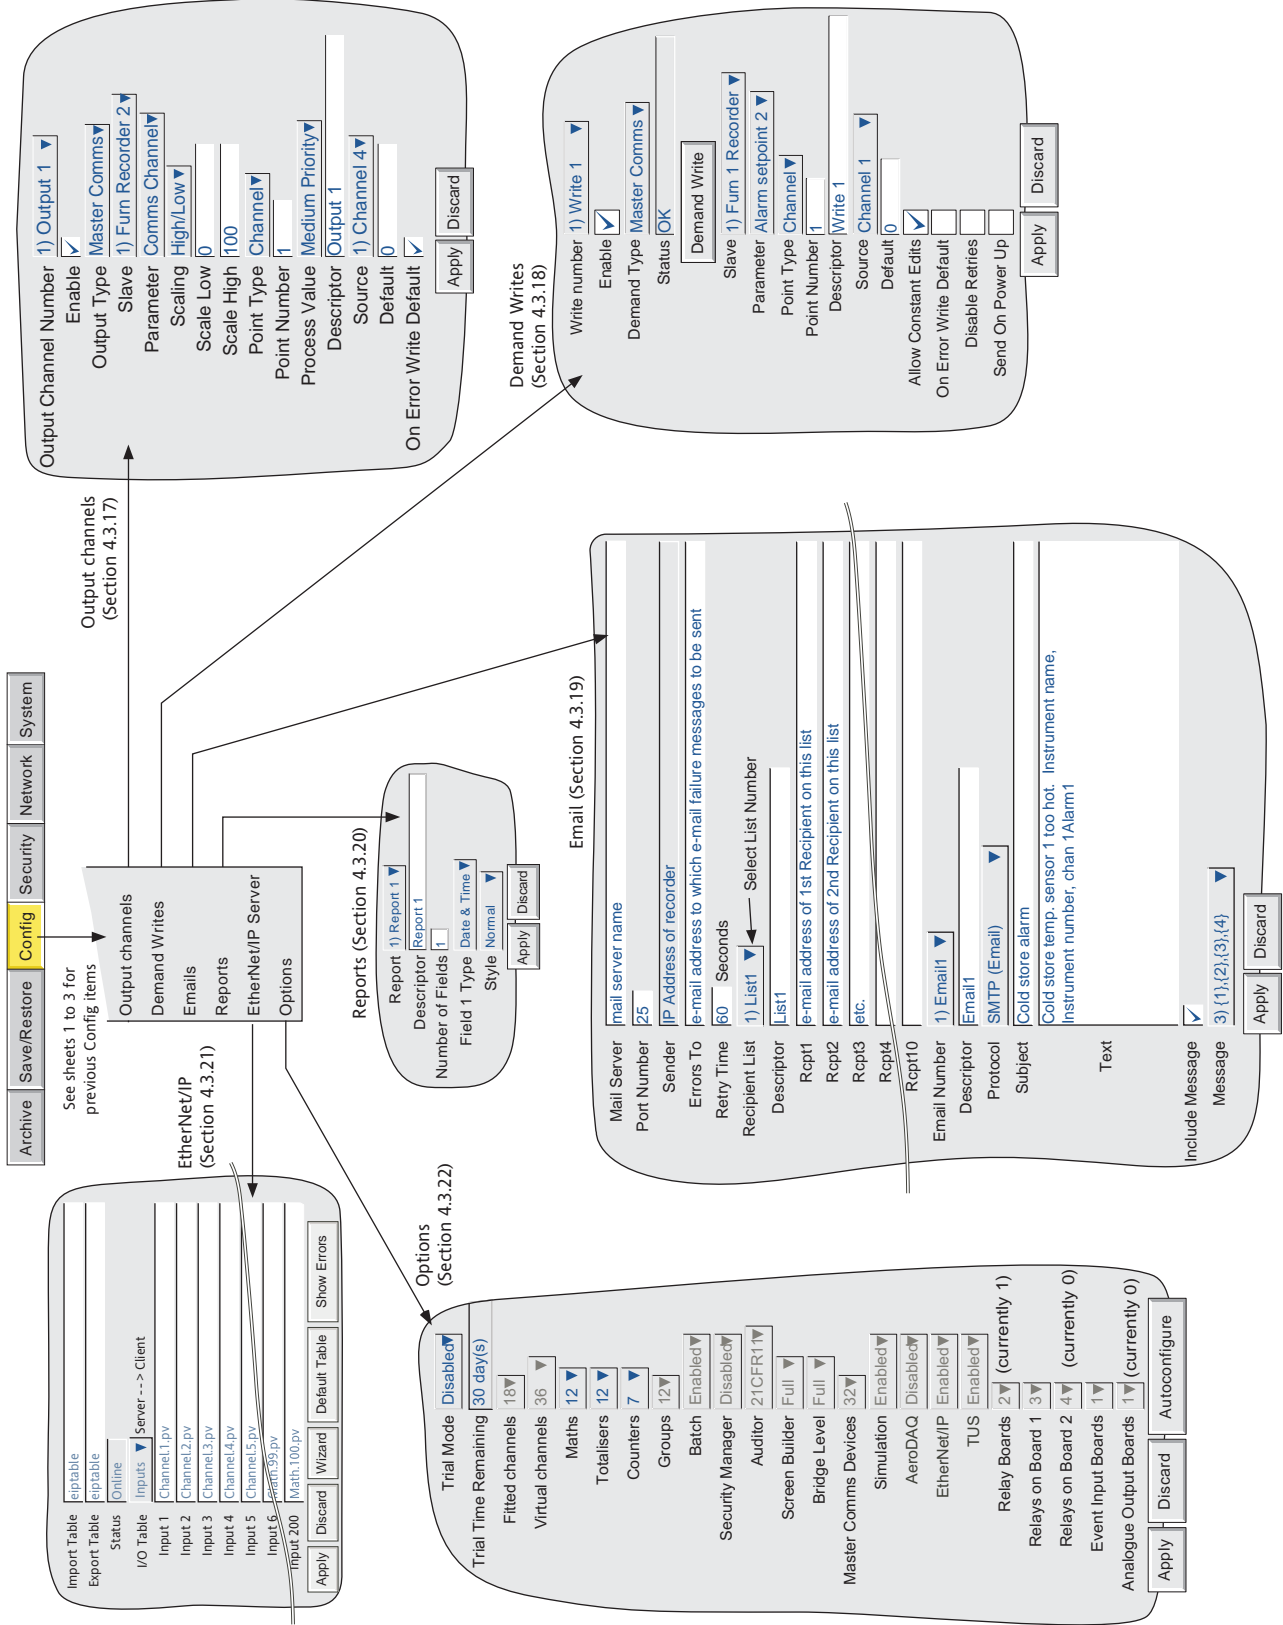 Archive Save/Restore Config Security Network System
See sheets 1 to 3 for
previous Config items
Output channels
Demand Writes
Emails
Reports
EtherNet/IP Server
Options
EtherNet/IP
(Section 4.3.21)
Import Table eiptable
Export Table eiptable
Status Online
I/O Table Inputs Server --> Client
Input 1 Channel.1.pv
Input 2 Channel.2.pv
Input 3 Channel.3.pv
Input 4 Channel.4.pv
Input 5 Channel.5.pv
Input 6 Math.99.pv
Input 200 Math.100.pv
Apply Discard Wizard Default Table Show Errors
Options
(Section 4.3.22)
Trial Mode Disabled
Trial Time Remaining 30 day(s)
Fitted channels 18
Virtual channels 36
Maths 12
Totalisers 12
Counters 7
Groups 12
Batch Enabled
Security Manager Disabled
Auditor 21CFR11
Screen Builder Full
Bridge Level Full
Master Comms Devices 32
Simulation Enabled
AeroDAQ Disabled
EtherNet/IP Enabled
TUS Enabled
Relay Boards 2 (currently 1)
Relays on Board 1 3
Relays on Board 2 4 (currently 0)
Event Input Boards 1
Analogue Output Boards 1 (currently 0)
Apply Discard Autoconfigure
Reports (Section 4.3.20)
Report 1) Report 1
Descriptor Report 1
Number of Fields 1
Field 1 Type Date & Time
Style Normal
Apply Discard
Email (Section 4.3.19)
Mail Server mail server name
Port Number 25
Sender IP Address of recorder
Errors To e-mail address to which e-mail failure messages to be sent
Retry Time 60 Seconds
Recipient List 1) List1 Select List Number
Descriptor List1
Rcpt1 e-mail address of 1st Recipient on this list
Rcpt2 e-mail address of 2nd Recipient on this list
Rcpt3 etc.
Rcpt4
Rcpt10
Email Number 1) Email1
Descriptor Email1
Protocol SMTP (Email)
Subject Cold store alarm
Text Cold store temp. sensor 1 too hot. Instrument name,
Instrument number, chan 1Alarm1
Include Message
Message 3) {1},{2},{3},{4}
Apply Discard
Output channels
(Section 4.3.17)
Output Channel Number 1) Output 1
Enable
Output Type Master Comms
Slave 1) Furn Recorder 2
Parameter Comms Channel
Scaling High/Low
Scale Low 0
Scale High 100
Point Type Channel
Point Number 1
Process Value Medium Priority
Descriptor Output 1
Source 1) Channel 4
Default 0
On Error Write Default
Apply Discard
Demand Writes
(Section 4.3.18)
Write number 1) Write 1
Enable
Demand Type Master Comms
Status OK
Demand Write
Slave 1) Furn 1 Recorder
Parameter Alarm setpoint 2
Point Type Channel
Point Number 1
Descriptor Write 1
Source Channel 1
Default 0
Allow Constant Edits
On Error Write Default
Disable Retries
Send On Power Up
Apply Discard